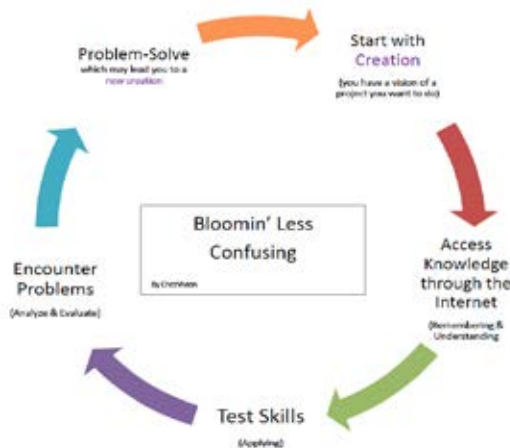 Problem-Solve
which may lead you to a
new creation
Start with
Creation
(you have a vision of a
project you want to do)
Bloomin' Less
Confusing
By
Access
Knowledge
through the
Internet
(Remembering &
Understanding
Encounter
Problems
(Analyze & Evaluate)
Test Skills
(Applying)